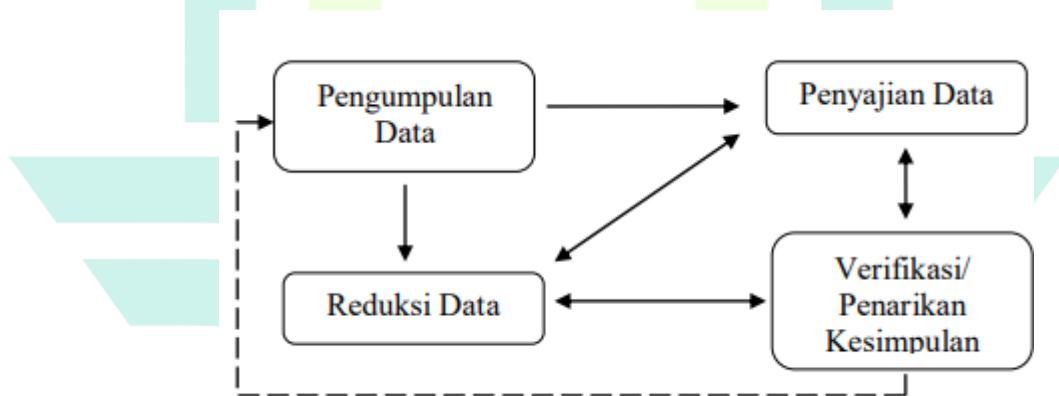 Pengumpulan
Data
Penyajian Data
Reduksi Data
Verifikasi/
Penarikan
Kesimpulan